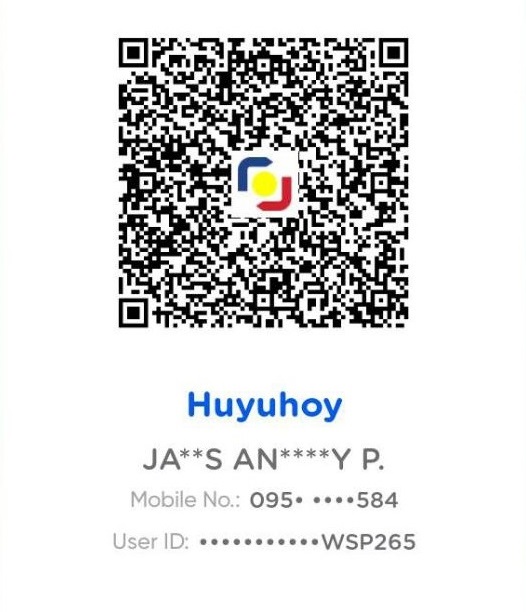 Huyuhoy
JA**S AN****Y P.
Mobile No.: 095• ••••584
User ID: •••••••••••WSP265